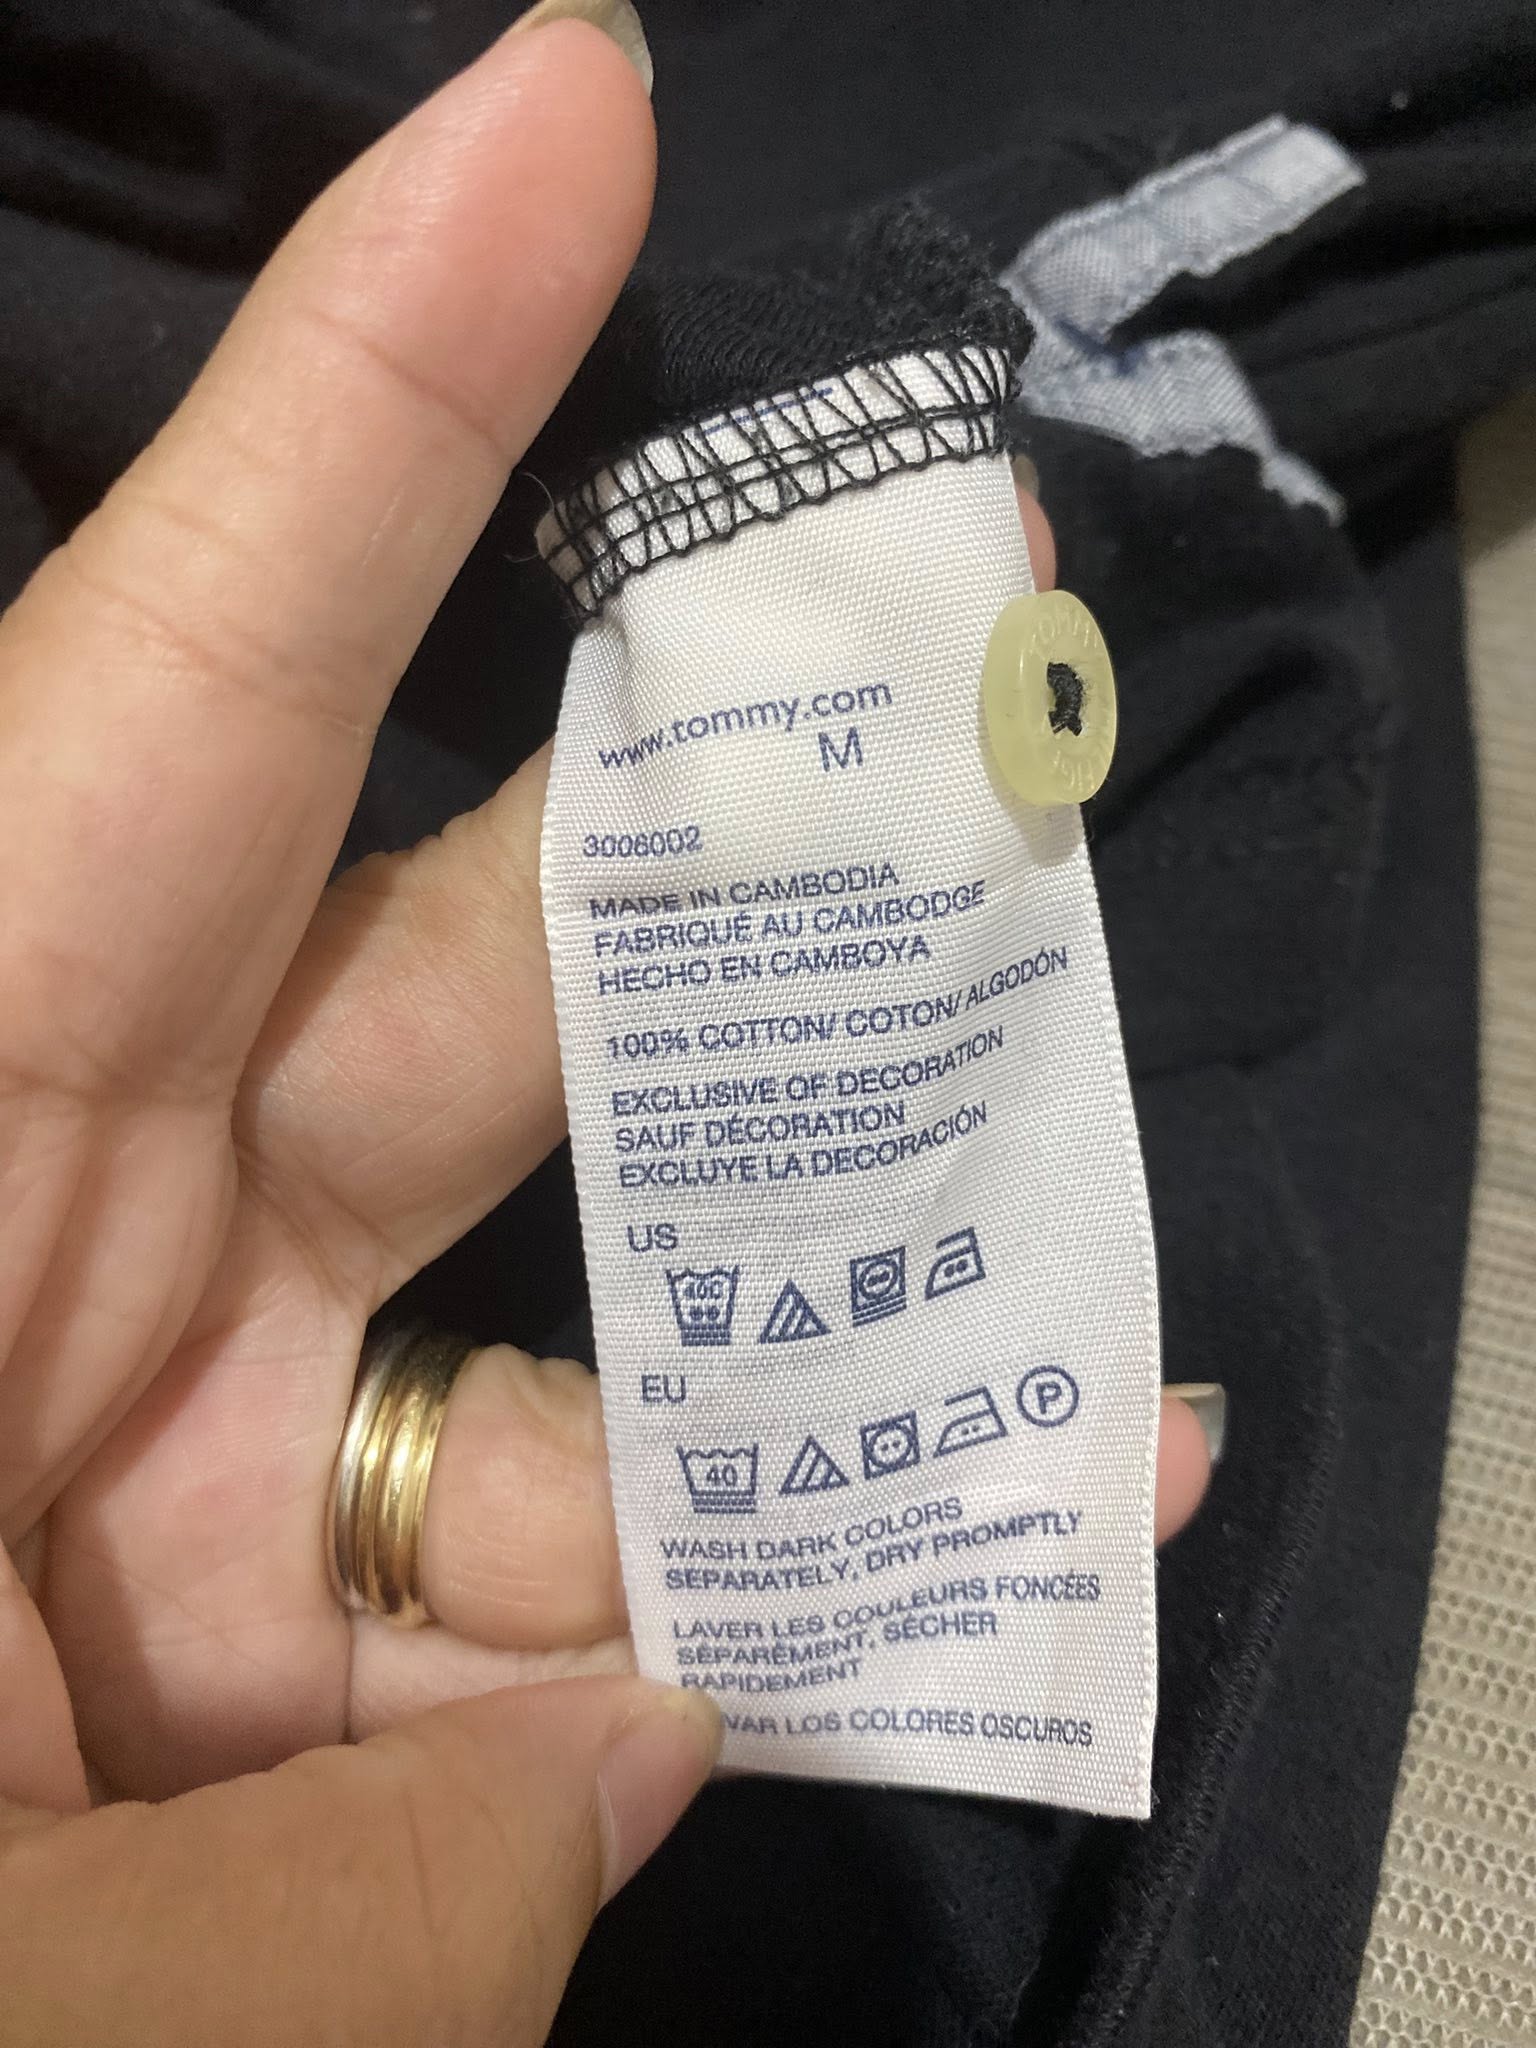 www.tommy.com
M
3006002
MADE IN CAMBODIA
FABRIQUÉ AU CAMBODGE
HECHO EN CAMBOYA
100% COTTON/ COTON/ ALGODÓN
EXCLUSIVE OF DECORATION
SAUF DÉCORATION
EXCLUYE LA DECORACIÓN
US
40C
EU
40
P
WASH DARK COLORS
SEPARATELY, DRY PROMPTLY
LAVER LES COULEURS FONCÉES
SÉPARÉMENT, SÉCHER
RAPIDEMENT
LOS COLORES OSCUROS
TOMMY